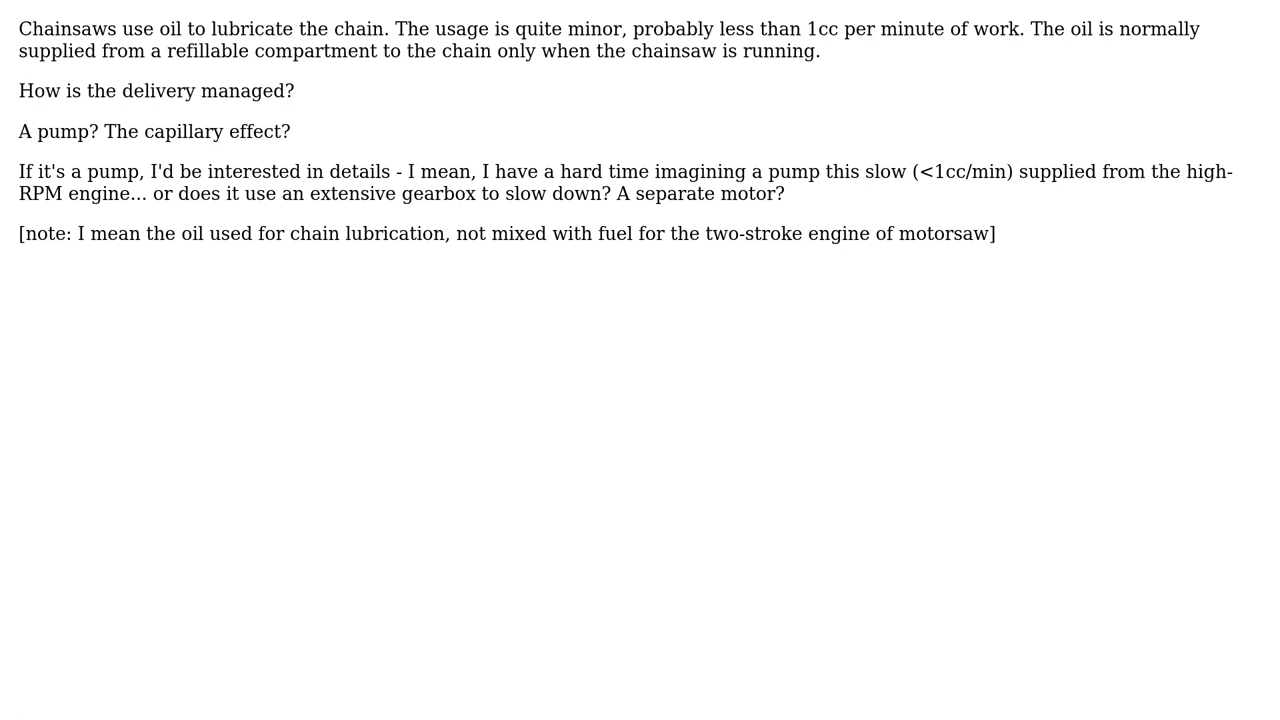 Chainsaws use oil to lubricate the chain. The usage is quite minor, probably less than 1cc per minute of work. The oil is normally
supplied from a refillable compartment to the chain only when the chainsaw is running.
How is the delivery managed?
A pump? The capillary effect?
If it's a pump, I'd be interested in details - I mean, I have a hard time imagining a pump this slow (<1cc/min) supplied from the high-
RPM engine... or does it use an extensive gearbox to slow down? A separate motor?
[note: I mean the oil used for chain lubrication, not mixed with fuel for the two-stroke engine of motorsaw]